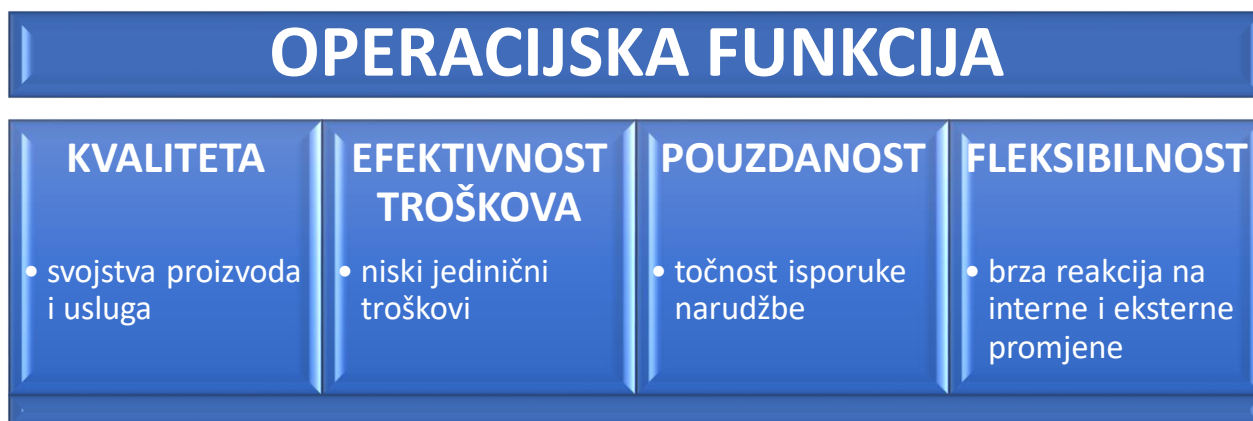 OPERACIJSKA FUNKCIJA
KVALITETA
• svojstva proizvoda
i usluga
EFEKTIVNOST
TROŠKOVA
• niski jedinični
troškovi
POUZDANOST
• točnost isporuke
narudžbe
FLEKSIBILNOST
• brza reakcija na
interne i eksterne
promjene